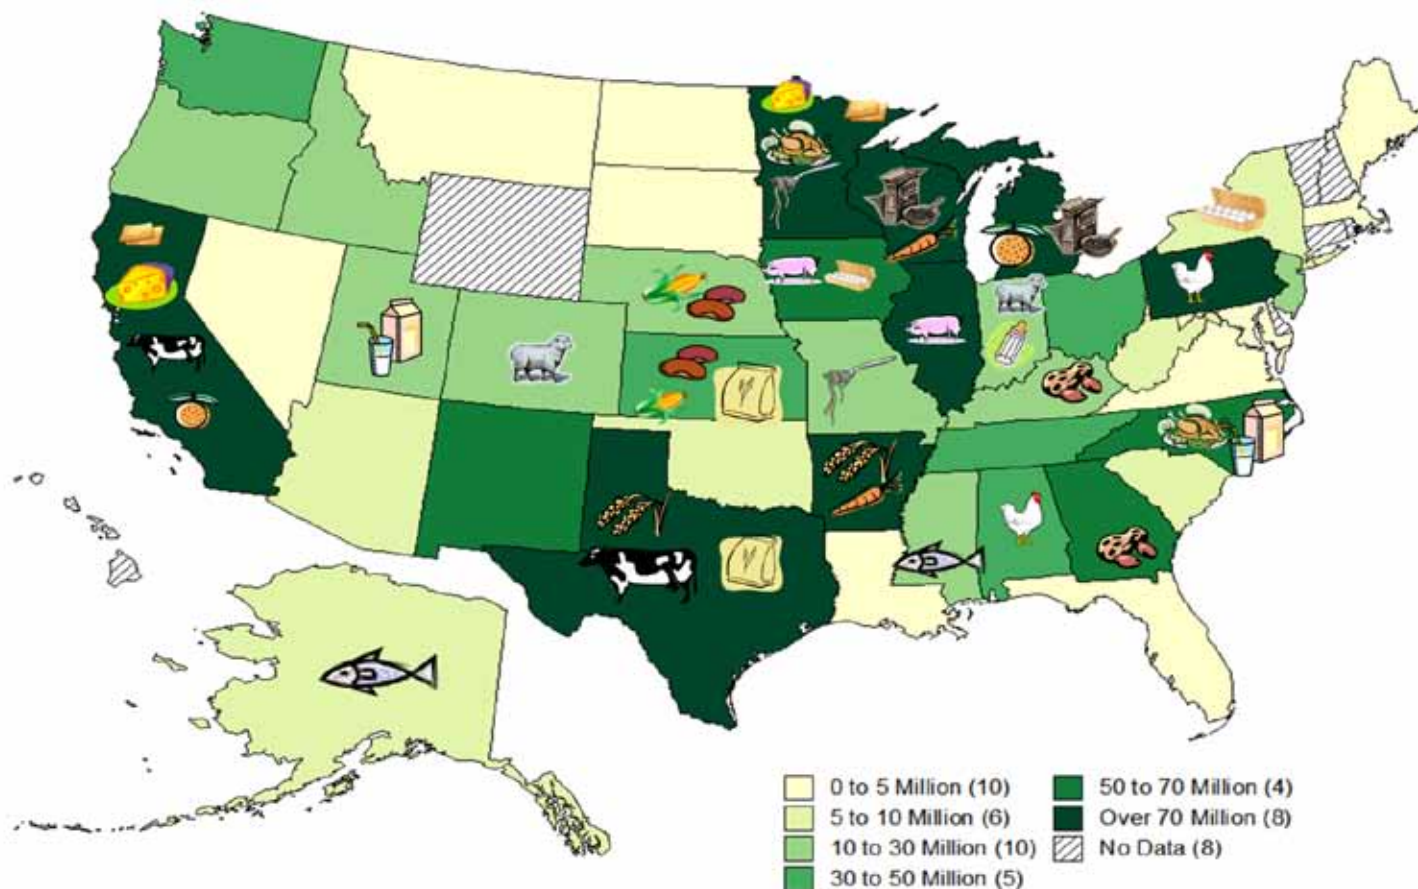 0 to 5 Million (10)
5 to 10 Million (6)
10 to 30 Million (10)
30 to 50 Million (5)
50 to 70 Million (4)
Over 70 Million (8)
No Data (8)